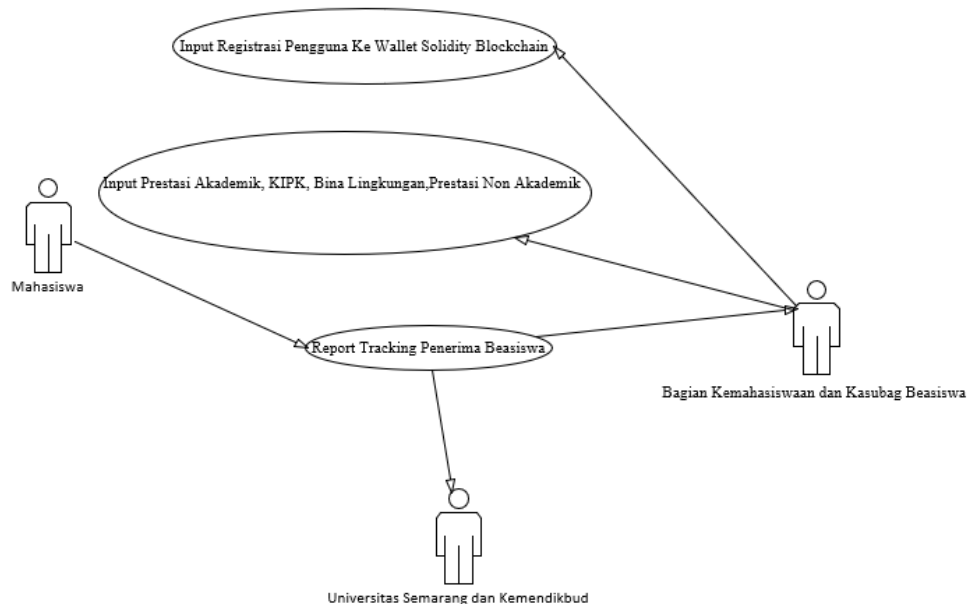 Input Registrasi Pengguna Ke Wallet Solidity Blockchain
Input Prestasi Akademik, KIPK, Bina Lingkungan,Prestasi Non Akademik
Mahasiswa
Report Tracking Penerima Beasiswa
Bagian Kemahasiswaan dan Kasubag Beasiswa
Universitas Semarang dan Kemendikbud